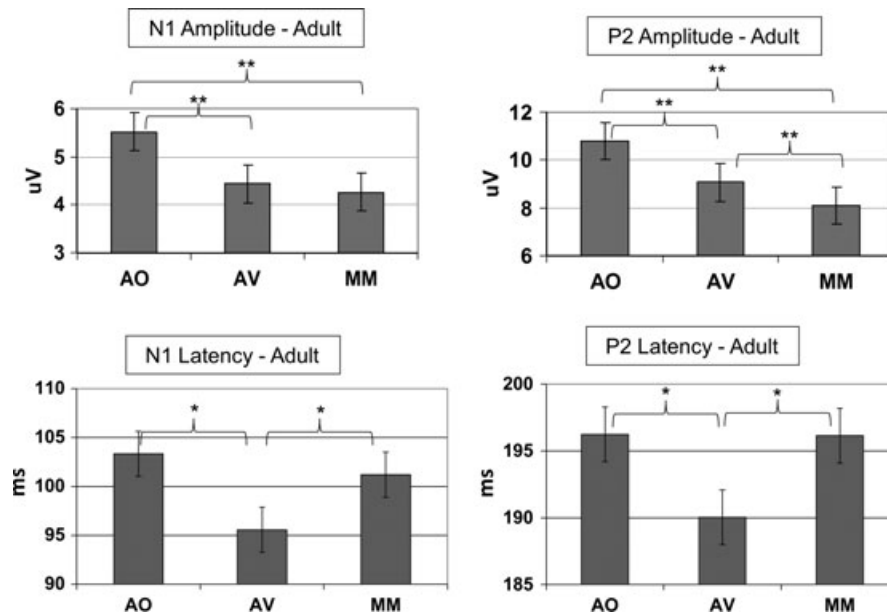 N1 Amplitude - Adult
**
**
6
5
4
3
uV
AO AV MM
P2 Amplitude - Adult
**
**
**
12
10
8
6
uV
AO AV MM
N1 Latency - Adult
110
105
100
95
90
ms
* *
AO AV MM
P2 Latency - Adult
200
195
190
185
ms
* *
AO AV MM